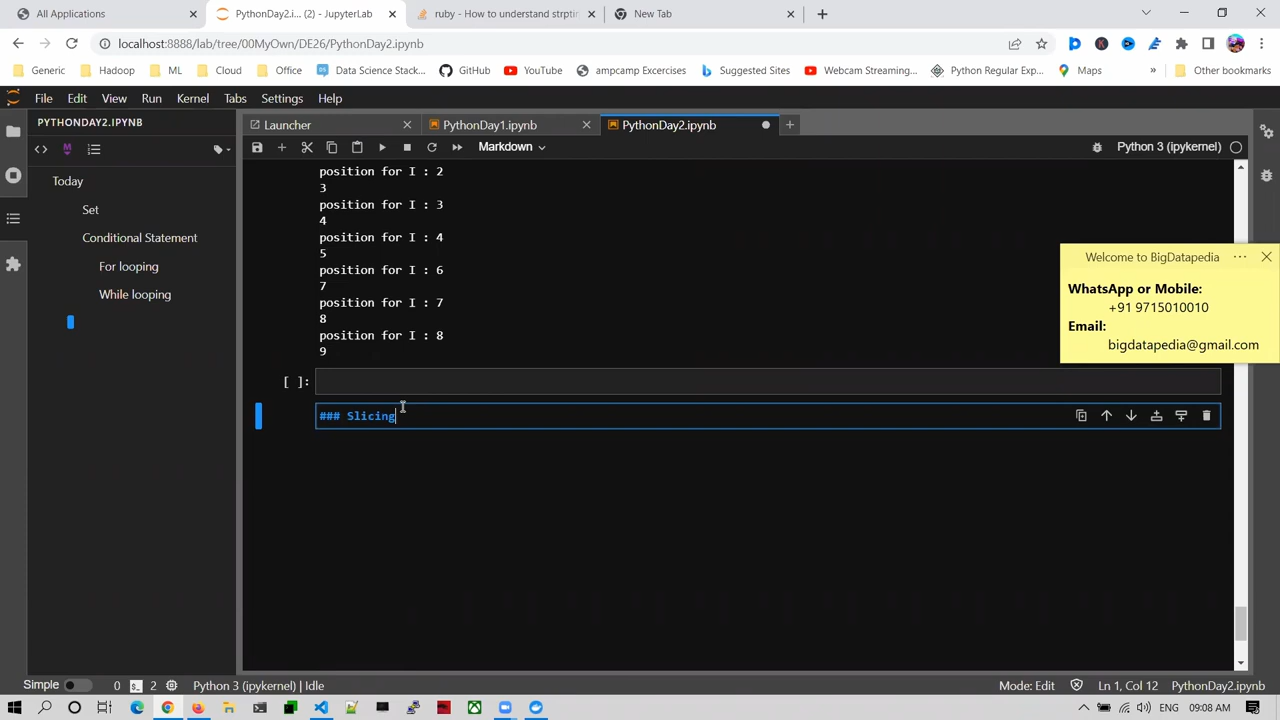 All Applications
PythonDay2.i... (2) - JupyterLab
ruby - How to understand strptin
New Tab
localhost:8888/lab/tree/00MyOwn/DE26/PythonDay2.ipynb
Generic
Hadoop
ML
Cloud
Office
Data Science Stack...
GitHub
YouTube
ampcamp Excercises
Suggested Sites
Webcam Streaming...
Python Regular Exp...
Maps
»
Other bookmarks
File Edit View Run Kernel Tabs Settings Help
PYTHONDAY2.IPYNB
Launcher
PythonDay1.ipynb
PythonDay2.ipynb
Markdown
Python 3 (ipykernel)
Today
Set
Conditional Statement
For looping
While looping
position for I : 2
3
position for I : 3
4
position for I : 4
5
position for I : 6
7
position for I : 7
8
position for I : 8
9
[ ]:
### Slicing
Welcome to BigDatapedia
WhatsApp or Mobile:
+91 9715010010
Email:
bigdatapedia@gmail.com
Simple
0
2
Python 3 (ipykernel) | Idle
Mode: Edit
Ln 1, Col 12
PythonDay2.ipynb
ENG
09:08 AM